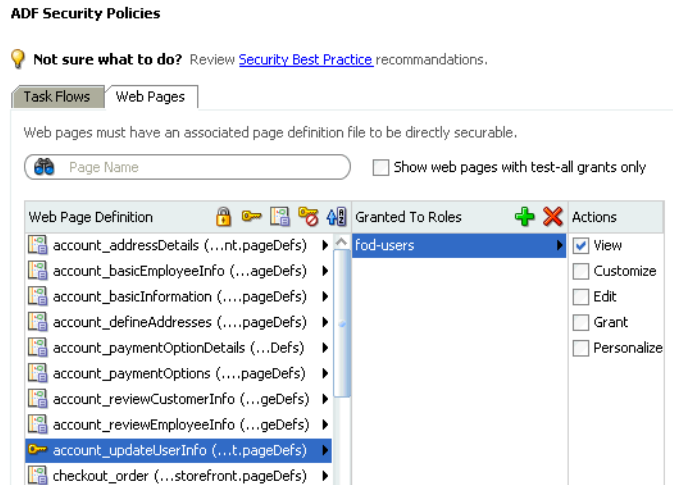 ADF Security Policies
Not sure what to do? Review Security Best Practice recommandations.
Task Flows Web Pages
Web pages must have an associated page definition file to be directly securable.
Page Name Show web pages with test-all grants only
Web Page Definition Granted To Roles Actions
account_addressDetails (...nt.pageDefs) fod-users View
account_basicEmployeeInfo (...ageDefs) Customize
account_basicInformation (....pageDefs) Edit
account_defineAddresses (....pageDefs) Grant
account_paymentOptionDetails (...Defs) Personalize
account_paymentOptions (....pageDefs)
account_reviewCustomerInfo (...geDefs)
account_reviewEmployeeInfo (...geDefs)
account_updateUserInfo (...t.pageDefs)
checkout_order (...storefront.pageDefs)